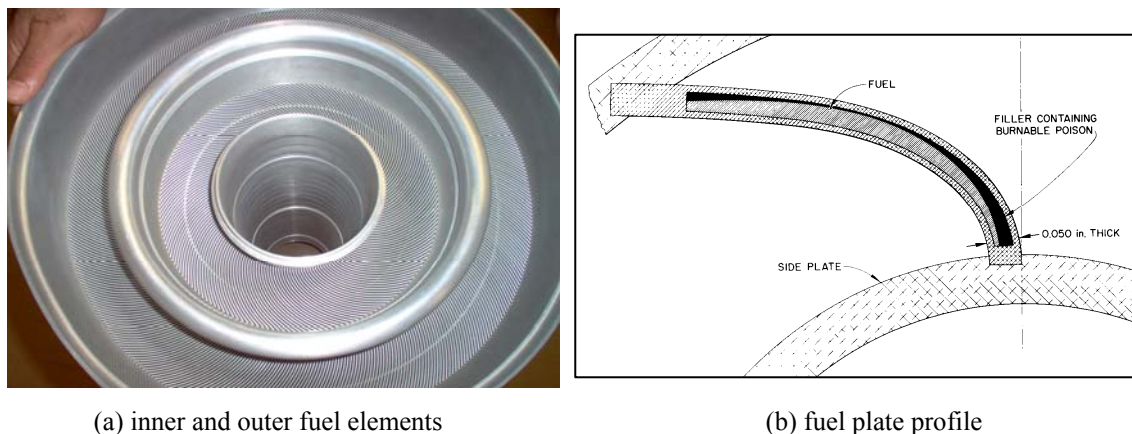 FUEL
FILLER CONTAINING
BURNABLE POISON
0.050 in. THICK
SIDE PLATE
(a) inner and outer fuel elements
(b) fuel plate profile